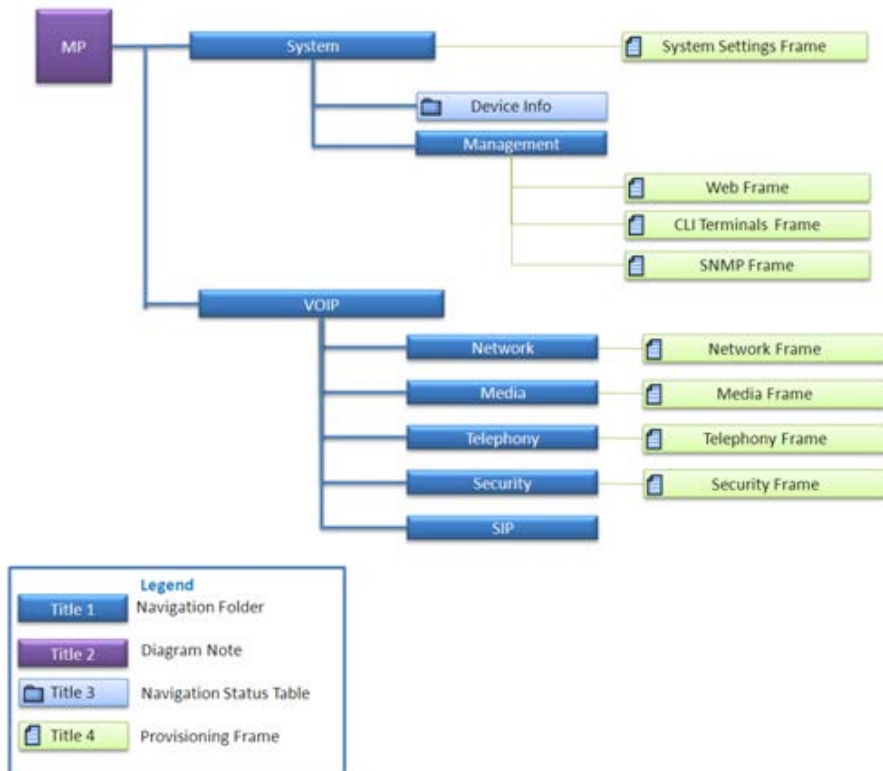 MP
System
System Settings Frame
Device Info
Management
Web Frame
CLI Terminals Frame
SNMP Frame
VOIP
Network
Network Frame
Media
Media Frame
Telephony
Telephony Frame
Security
Security Frame
SIP
Legend
Title 1 Navigation Folder
Title 2 Diagram Note
Title 3 Navigation Status Table
Title 4 Provisioning Frame